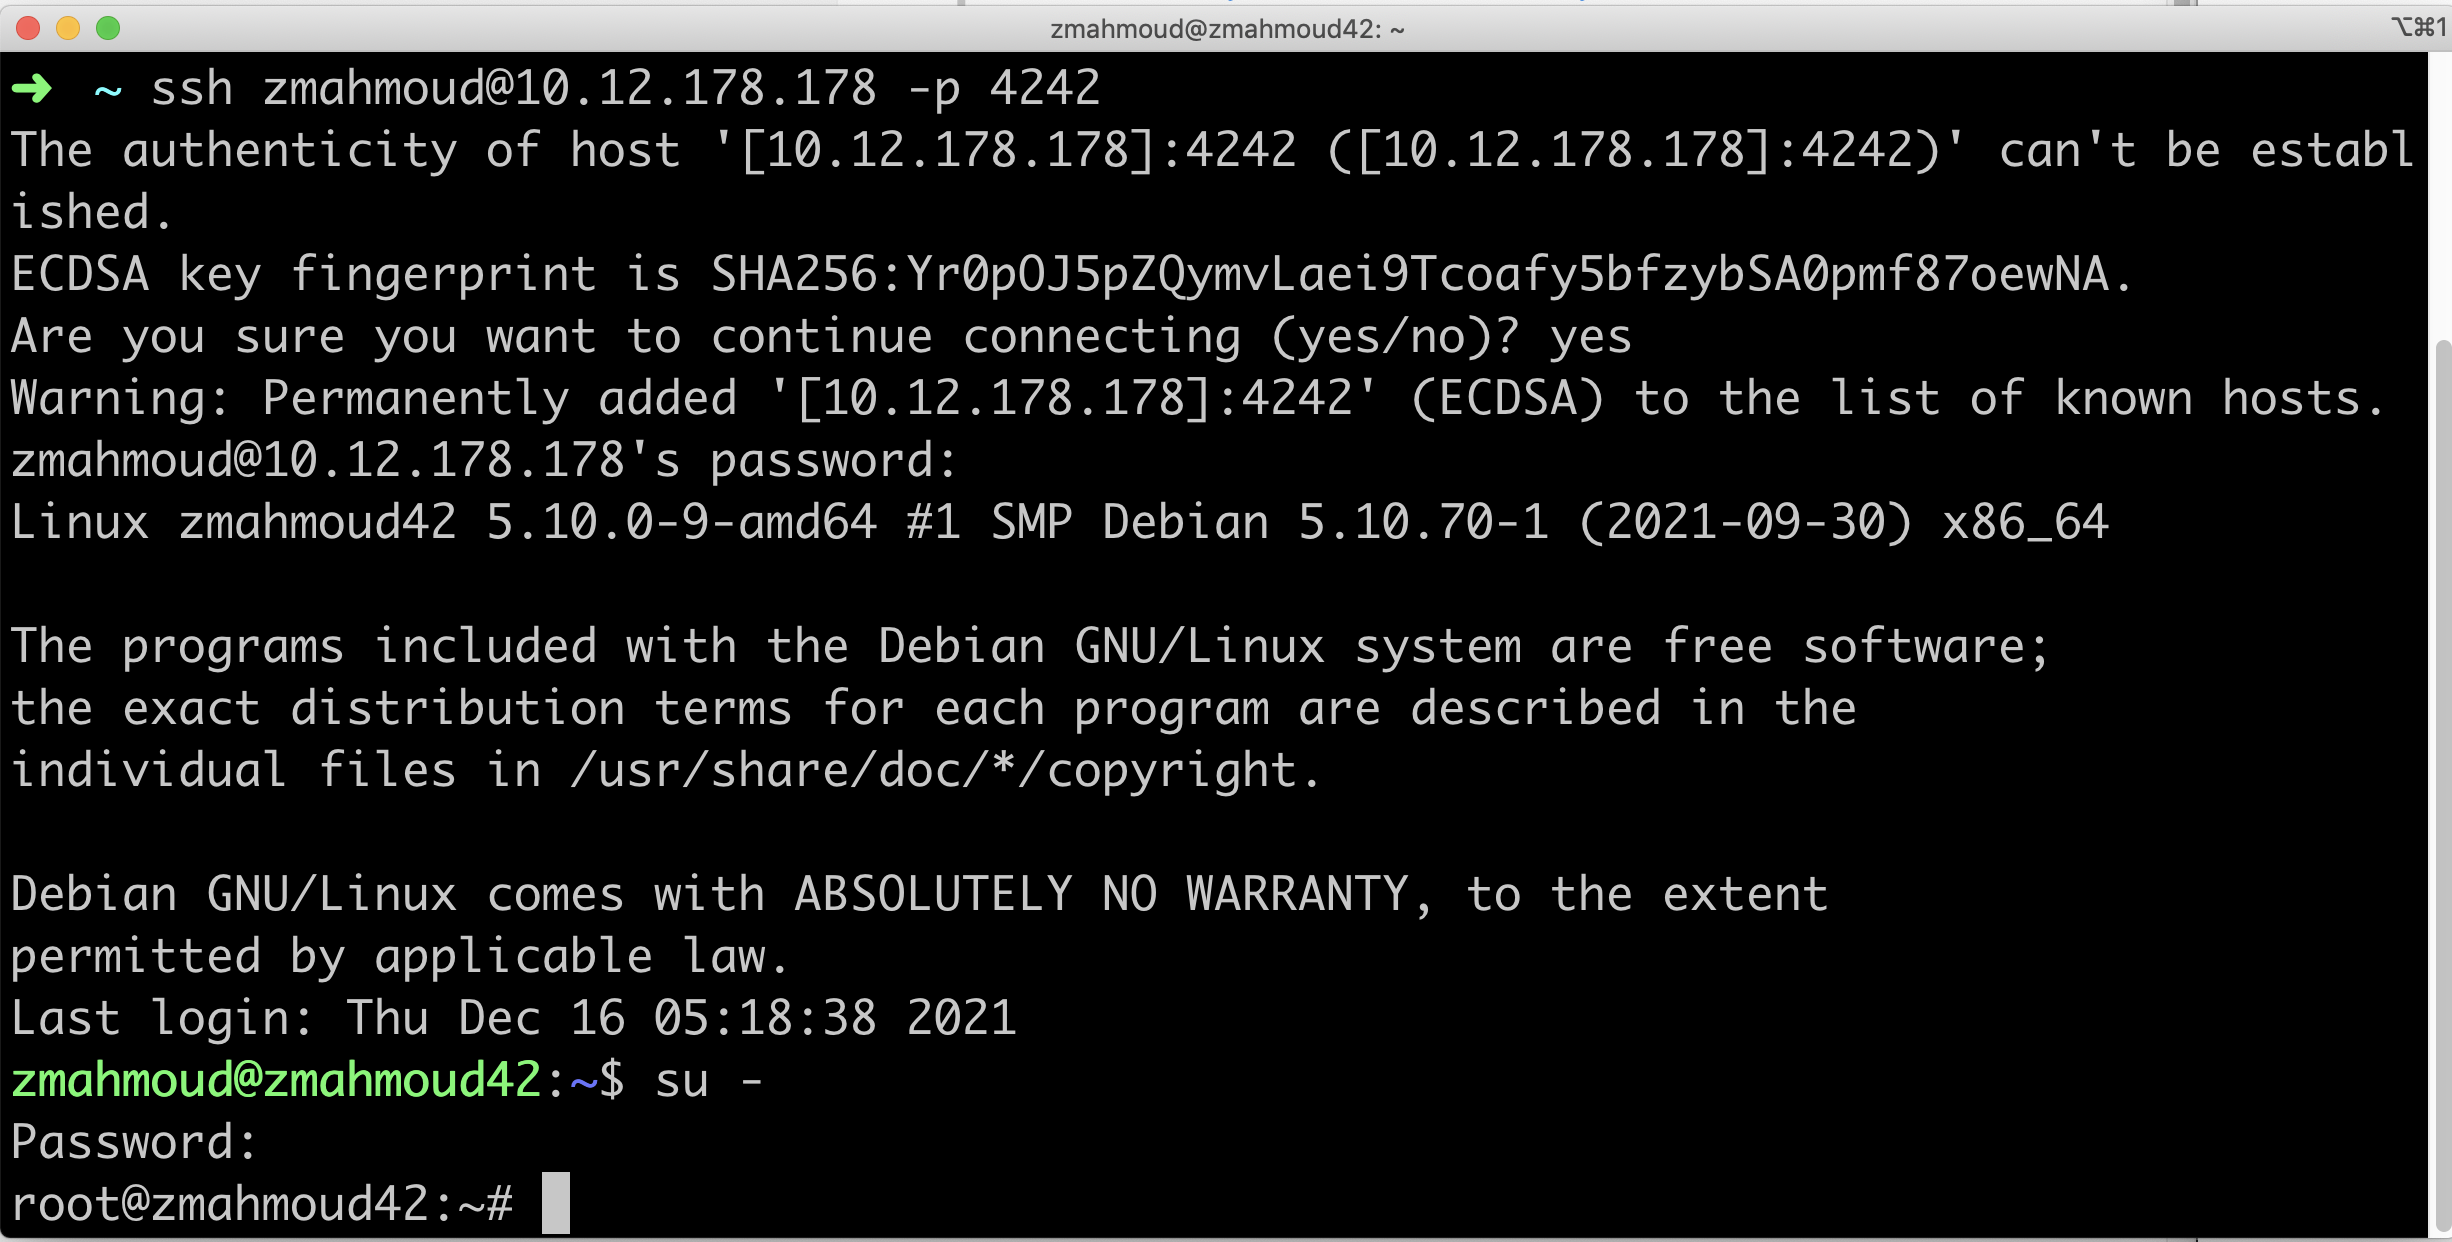 zmahmoud@zmahmoud42: ~
⌥⌘1
➜ ~ ssh zmahmoud@10.12.178.178 -p 4242
The authenticity of host '[10.12.178.178]:4242 ([10.12.178.178]:4242)' can't be establ
ished.
ECDSA key fingerprint is SHA256:Yr0pOJ5pZQymvLaei9Tcoafy5bfzybSA0pmf87oewNA.
Are you sure you want to continue connecting (yes/no)? yes
Warning: Permanently added '[10.12.178.178]:4242' (ECDSA) to the list of known hosts.
zmahmoud@10.12.178.178's password:
Linux zmahmoud42 5.10.0-9-amd64 #1 SMP Debian 5.10.70-1 (2021-09-30) x86_64

The programs included with the Debian GNU/Linux system are free software;
the exact distribution terms for each program are described in the
individual files in /usr/share/doc/*/copyright.

Debian GNU/Linux comes with ABSOLUTELY NO WARRANTY, to the extent
permitted by applicable law.
Last login: Thu Dec 16 05:18:38 2021
zmahmoud@zmahmoud42:~$ su -
Password:
root@zmahmoud42:~#